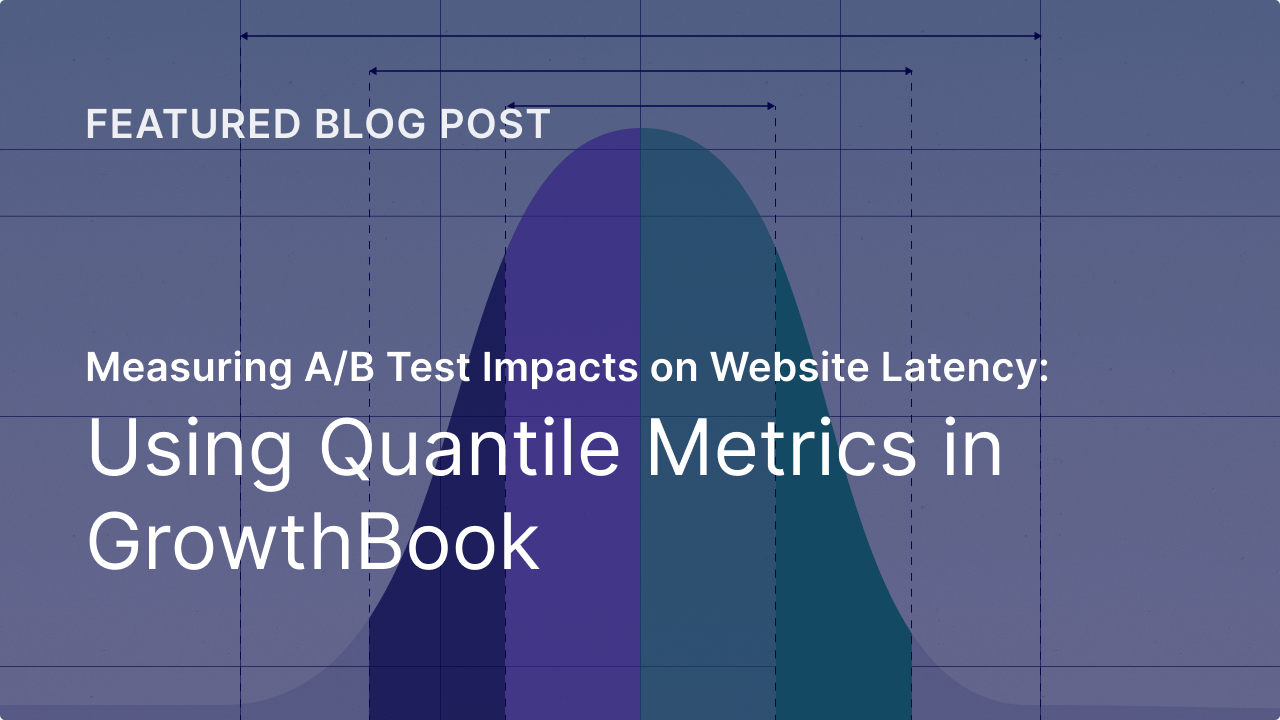 FEATURED BLOG POST
Measuring A/B Test Impacts on Website Latency:
Using Quantile Metrics in
GrowthBook